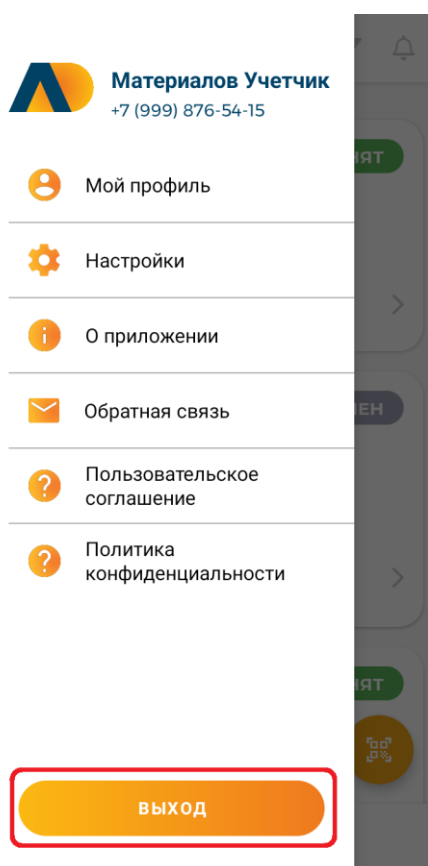 Материалов Учетчик
+7 (999) 876-54-15
Мой профиль
Настройки
О приложении
Обратная связь
Пользовательское
соглашение
Политика
конфиденциальности
ВЫХОД